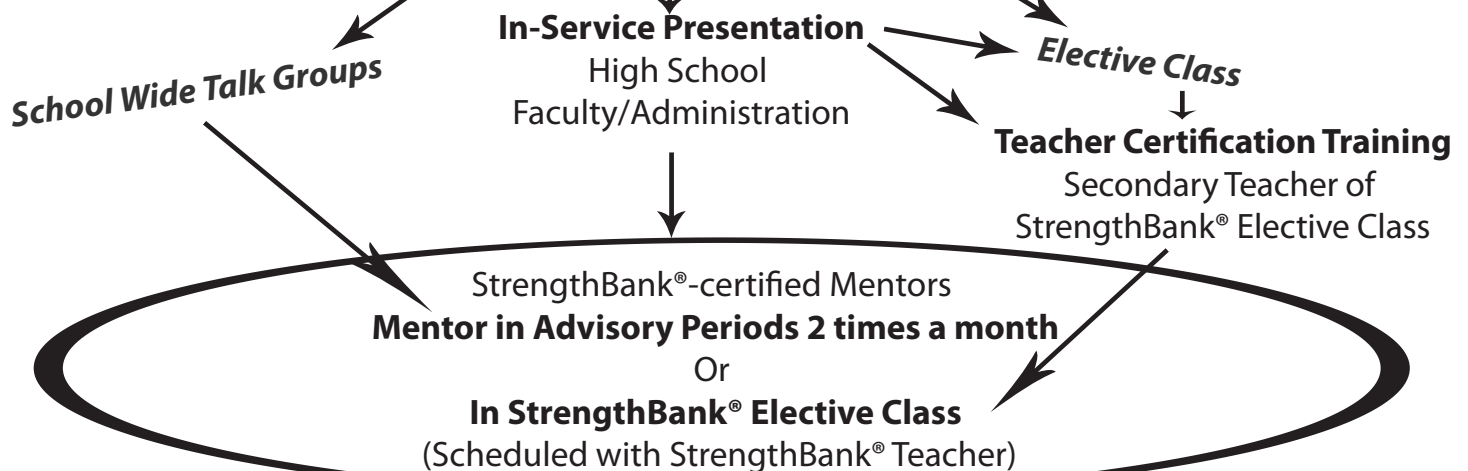 In-Service Presentation
High School
Faculty/Administration
School Wide Talk Groups
Elective Class
Teacher Certification Training
Secondary Teacher of
StrengthBank® Elective Class
StrengthBank®-certified Mentors
Mentor in Advisory Periods 2 times a month
Or
In StrengthBank® Elective Class
(Scheduled with StrengthBank® Teacher)